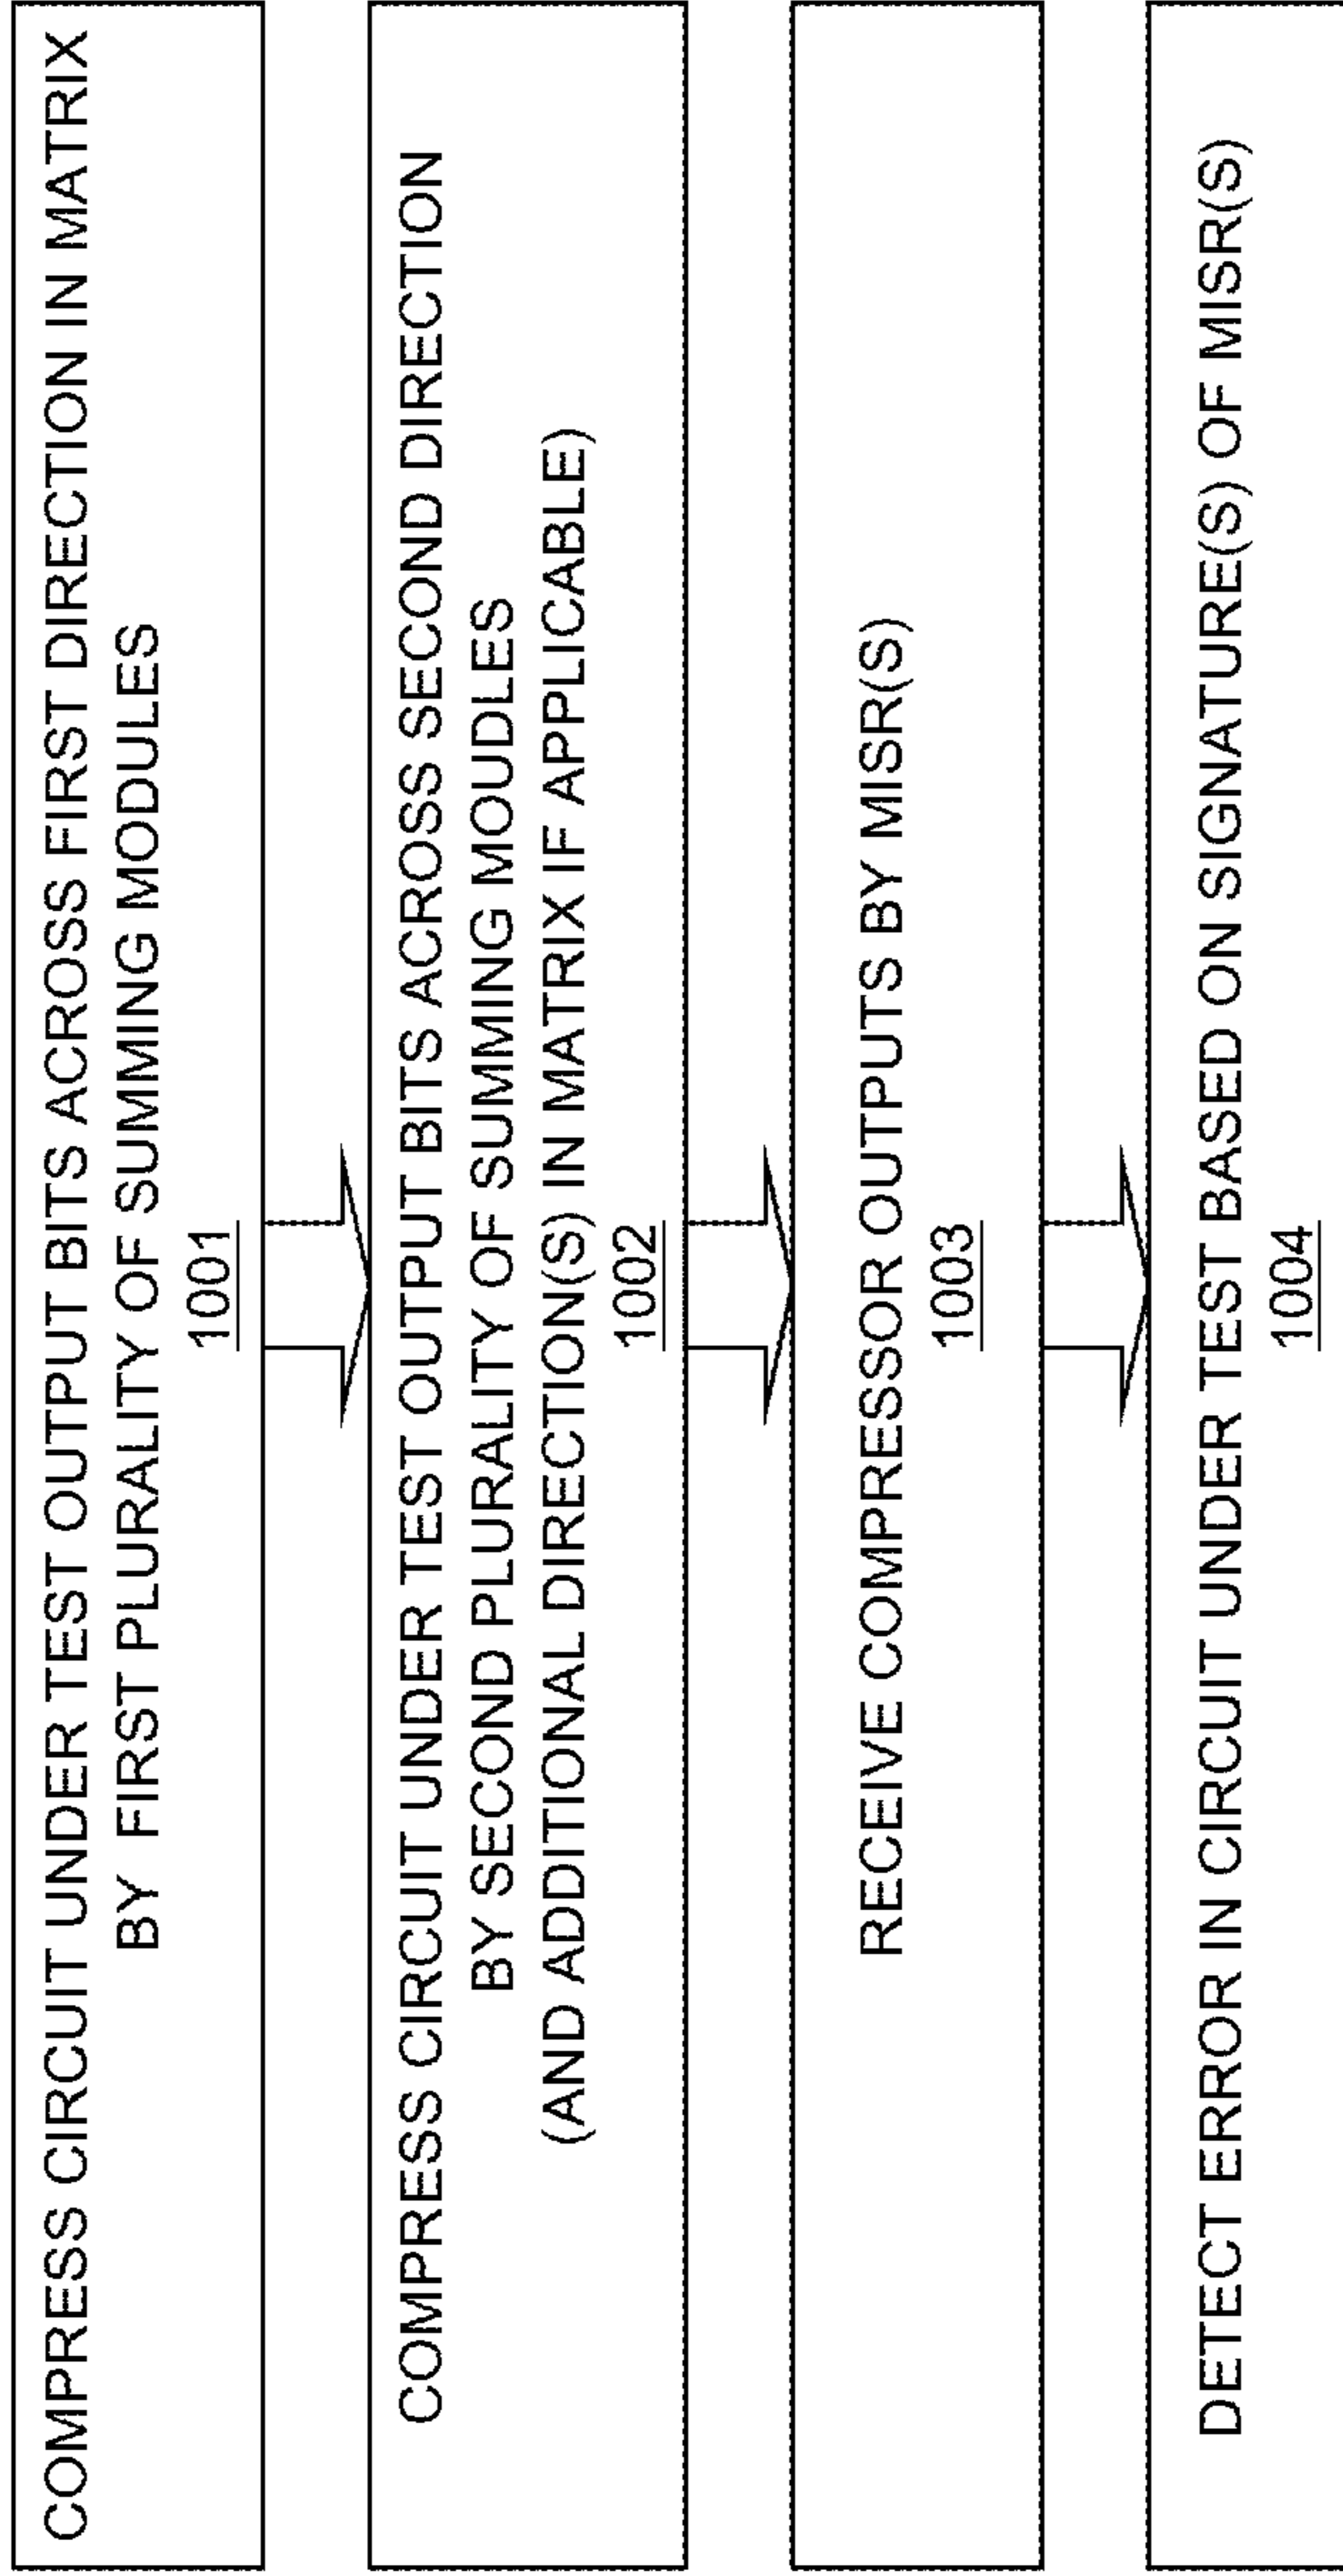 COMPRESS CIRCUIT UNDER TEST OUTPUT BITS ACROSS FIRST DIRECTION IN MATRIX
BY FIRST PLURALITY OF SUMMING MODULES
1001
COMPRESS CIRCUIT UNDER TEST OUTPUT BITS ACROSS SECOND DIRECTION
BY SECOND PLURALITY OF SUMMING MOUDLES
(AND ADDITIONAL DIRECTION(S) IN MATRIX IF APPLICABLE)
1002
RECEIVE COMPRESSOR OUTPUTS BY MISR(S)
1003
DETECT ERROR IN CIRCUIT UNDER TEST BASED ON SIGNATURE(S) OF MISR(S)
1004